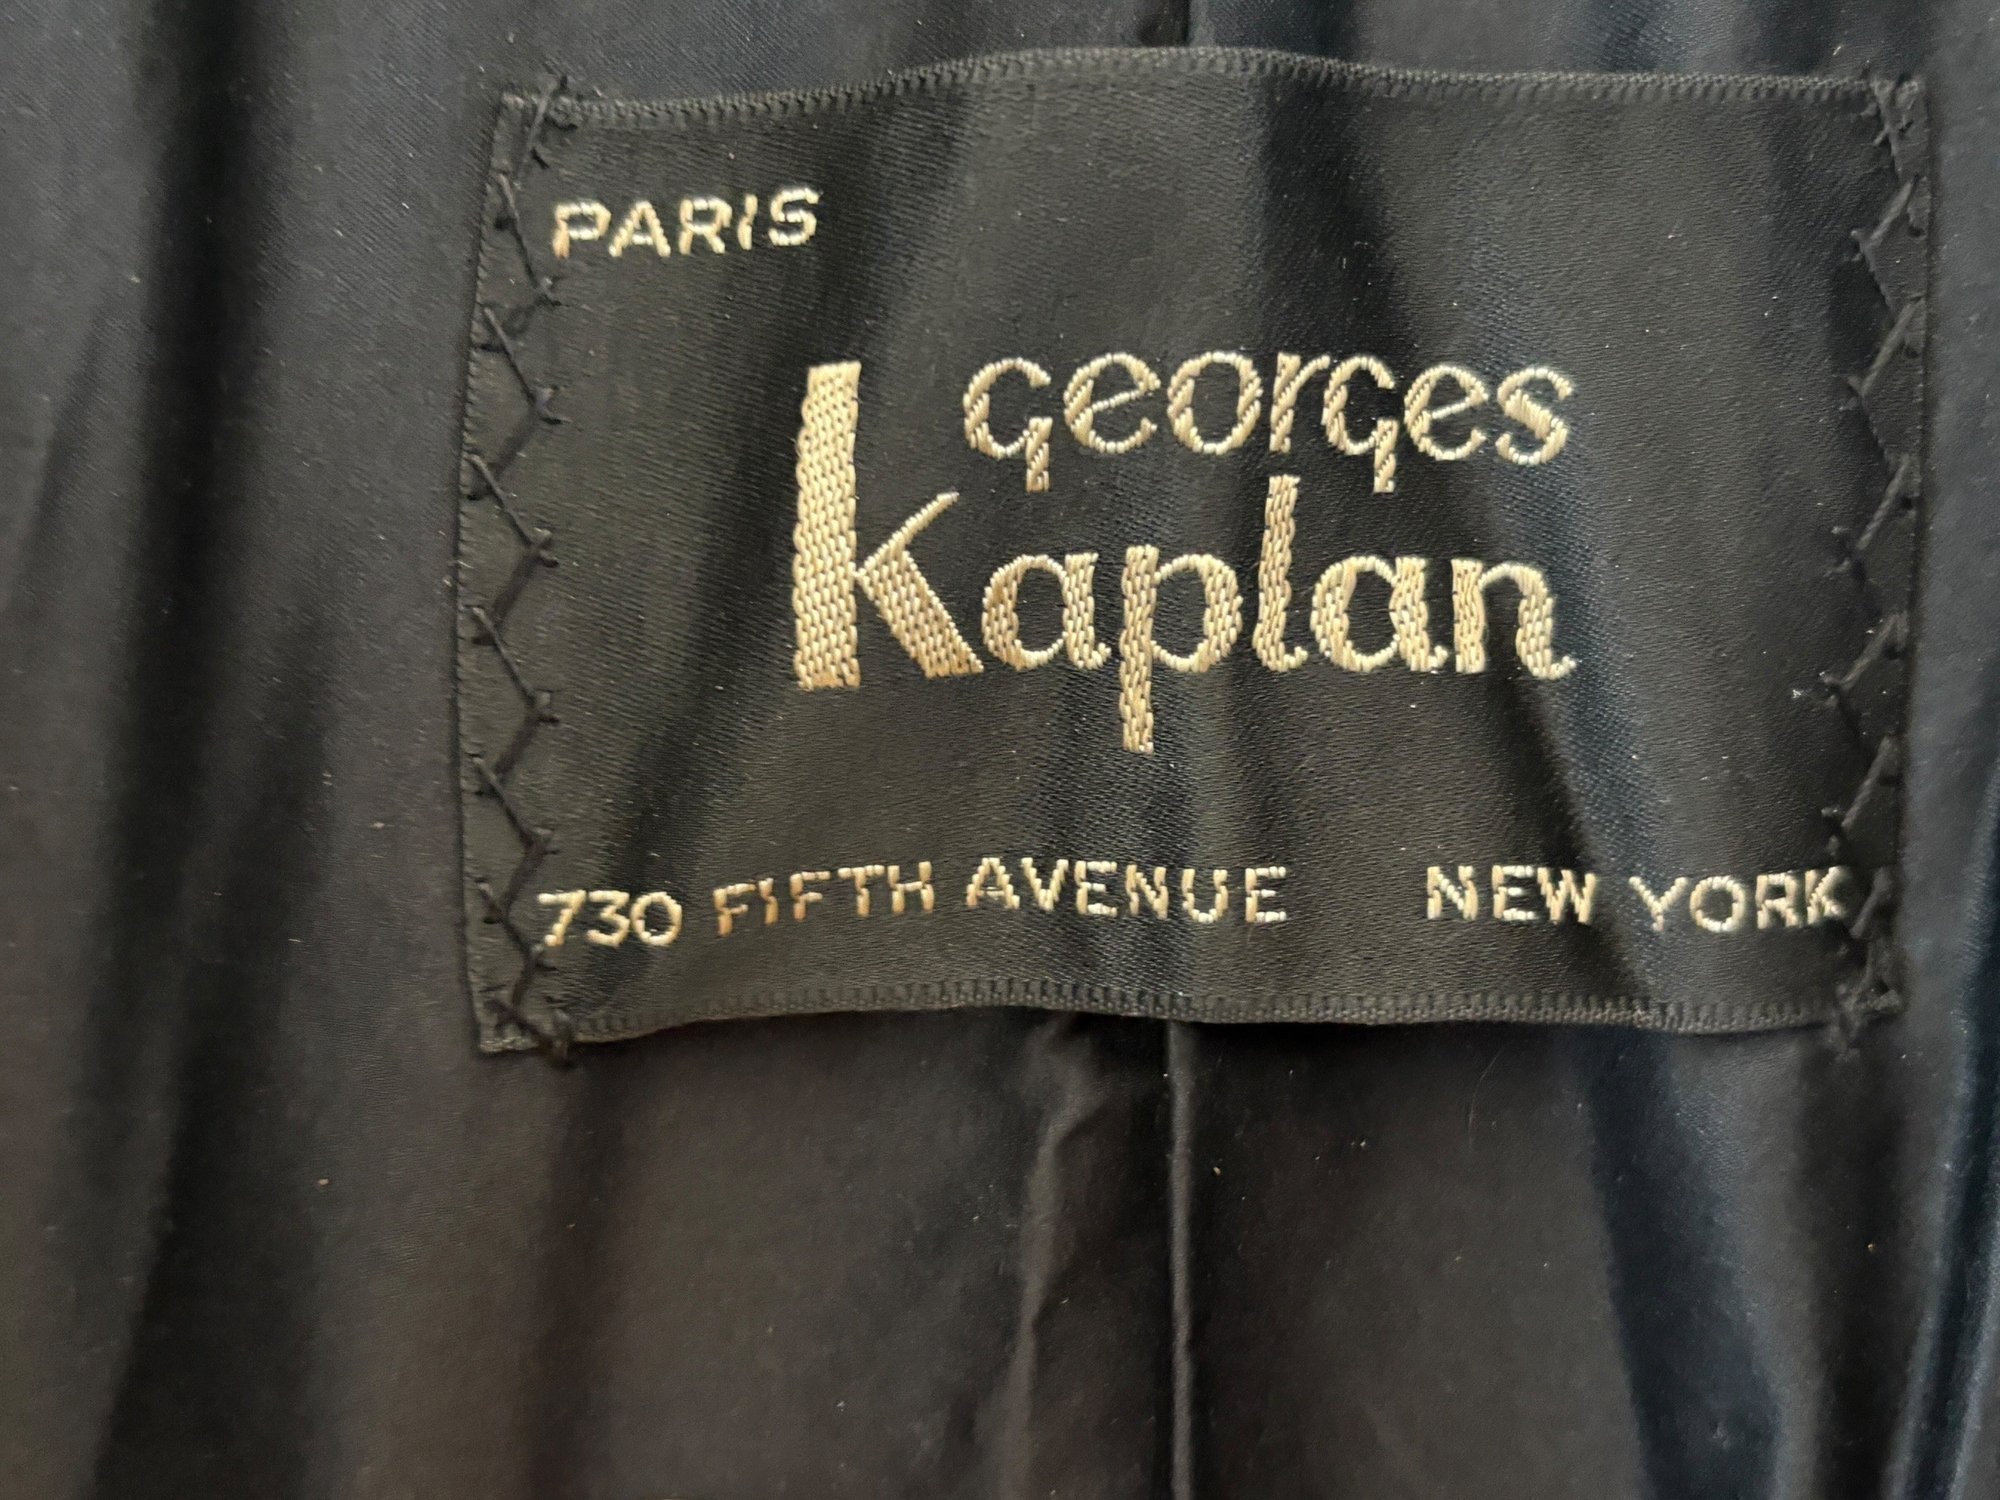 PARIS
georges
Kaplan
730 FIFTH AVENUE NEW YORK